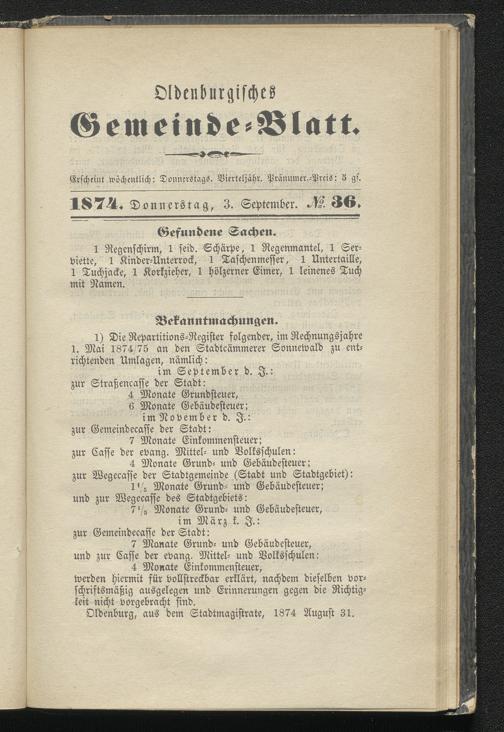 Oldenburgisches
Gemeinde-Blatt.
Erscheint wöchentlich: Donnerstags. Vierteljähr. Pränumer.-Preis: 3 gs.
1874. Donnerstag, 3. September. № 36.
Gefundene Sachen.
1 Regenschirm, 1 seid. Schärpe, 1 Regenmantel, 1 Ser-
viette, 1 Kinder-Unterrock, 1 Taschenmesser, 1 Untertaille,
1 Tuchjacke, 1 Korkzieher, 1 hölzerner Eimer, 1 leinenes Tuch
mit Namen.
Bekanntmachungen.
1) Die Repartitions-Register folgender, im Rechnungsjahre
1. Mai 1874/75 an den Stadtcämmerer Sonnewald zu ent-
richtenden Umlagen, nämlich:
im September d. J.:
zur Straßencasse der Stadt:
4 Monate Grundsteuer,
6 Monate Gebäudesteuer;
im November d. J.:
zur Gemeindecasse der Stadt:
7 Monate Einkommensteuer;
zur Casse der evang. Mittel- und Volksschulen:
4 Monate Grund- und Gebäudesteuer;
zur Wegecasse der Stadtgemeinde (Stadt und Stadtgebiet):
1½ Monate Grund- und Gebäudesteuer;
und zur Wegecasse des Stadtgebiets:
7½ Monate Grund- und Gebäudesteuer,
im März k. J.:
zur Gemeindecasse der Stadt:
7 Monate Grund- und Gebäudesteuer,
und zur Casse der evang. Mittel- und Volksschulen:
4 Monate Einkommensteuer,
werden hiermit für vollstreckbar erklärt, nachdem dieselben vor-
schriftsmäßig ausgelegen und Erinnerungen gegen die Richtig-
keit nicht vorgebracht sind.
Oldenburg, aus dem Stadtmagistrate, 1874 August 31.